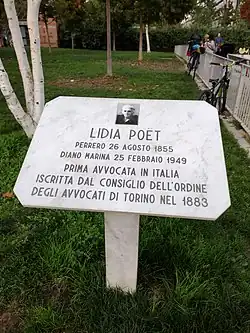 LIDIA POËT
PERRERO 26 AGOSTO 1855
DIANO MARINA 25 FEBBRAIO 1949
PRIMA AVVOCATA IN ITALIA
ISCRITTA DAL CONSIGLIO DELL'ORDINE
DEGLI AVVOCATI DI TORINO NEL 1883